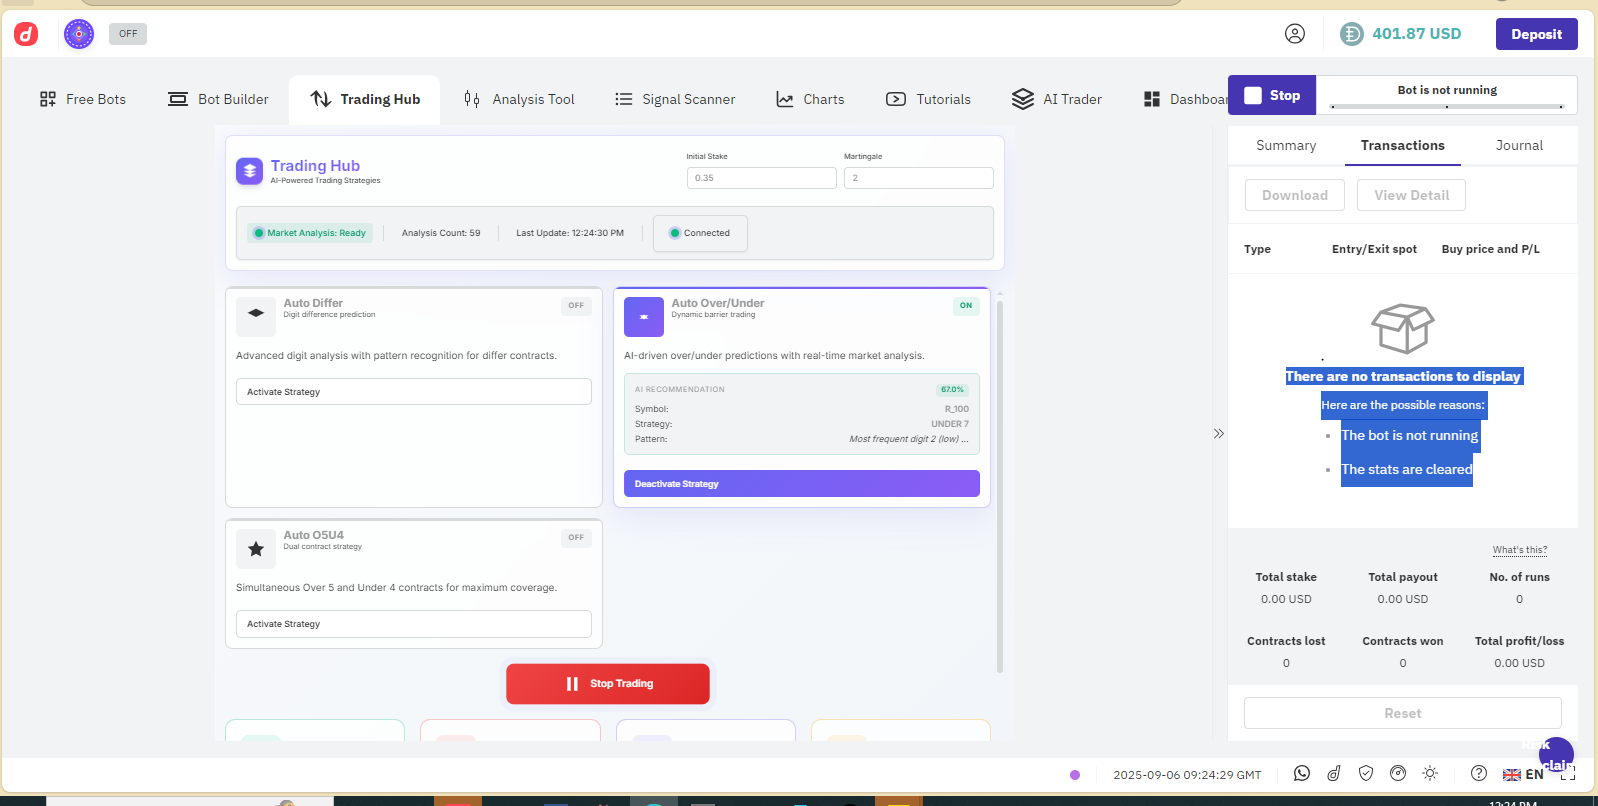 OFF
401.87 USD
Deposit
Free Bots
Bot Builder
Trading Hub
Analysis Tool
Signal Scanner
Charts
Tutorials
AI Trader
Dashboar
Stop
Bot is not running
Trading Hub
AI-Powered Trading Strategies
Initial Stake
0.35
Martingale
2
Market Analysis: Ready
Analysis Count: 59
Last Update: 12:24:30 PM
Connected
Auto Differ
Digit difference prediction
OFF
Advanced digit analysis with pattern recognition for differ contracts.
Activate Strategy
Auto Over/Under
Dynamic barrier trading
ON
AI-driven over/under predictions with real-time market analysis.
AI RECOMMENDATION
67.0%
Symbol:
R_100
Strategy:
UNDER 7
Pattern:
Most frequent digit 2 (low) ...
Deactivate Strategy
Auto O5U4
Dual contract strategy
OFF
Simultaneous Over 5 and Under 4 contracts for maximum coverage.
Activate Strategy
Stop Trading
Summary
Transactions
Journal
Download
View Detail
Type
Entry/Exit spot
Buy price and P/L
There are no transactions to display
Here are the possible reasons:
• The bot is not running
• The stats are cleared
What's this?
Total stake
Total payout
No. of runs
0.00 USD
0.00 USD
0
Contracts lost
Contracts won
Total profit/loss
0
0
0.00 USD
Reset
2025-09-06 09:24:29 GMT
EN
12:24 PM